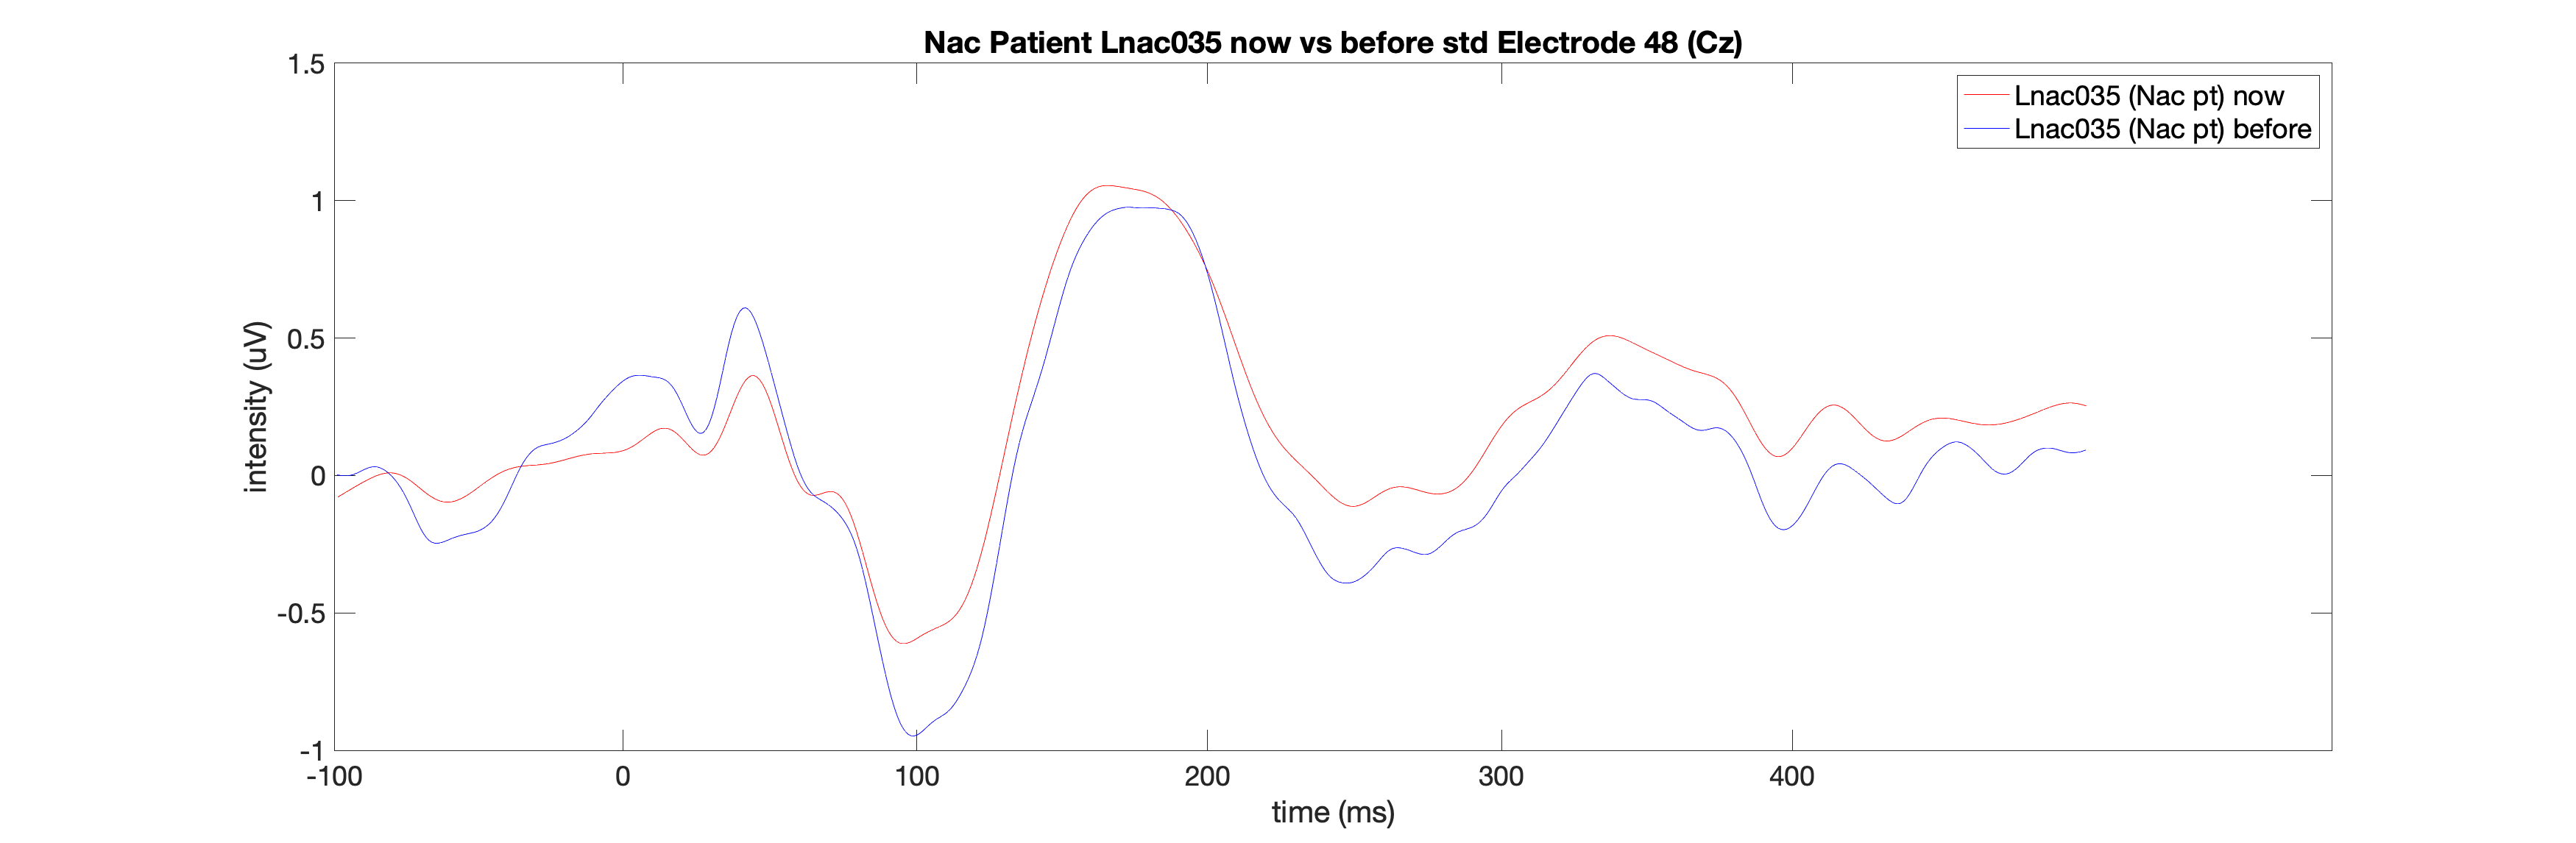 Nac Patient Lnac035 now vs before std Electrode 48 (Cz)
Lnac035 (Nac pt) now
Lnac035 (Nac pt) before
intensity (uV)
1.5
1
0.5
0
-0.5
-1
-100 0 100 200 300 400
time (ms)